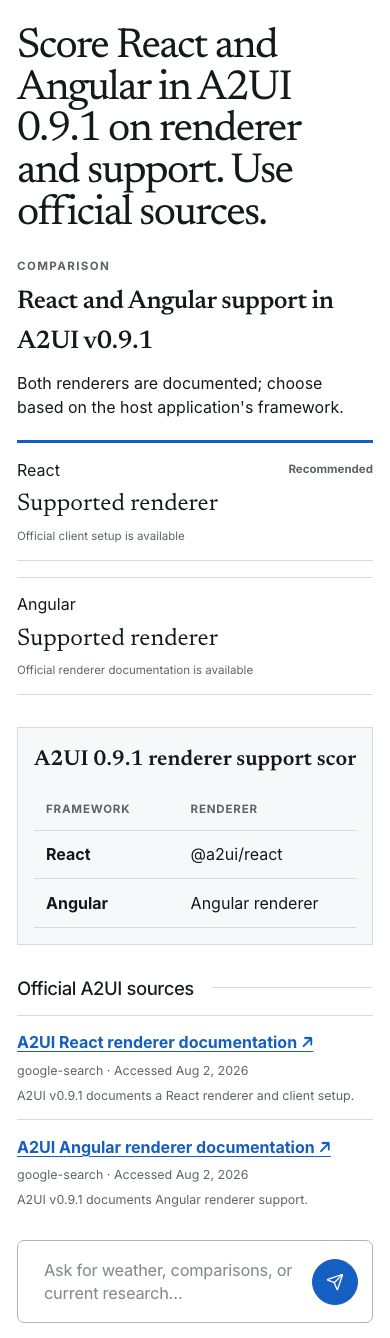 Score React and
Angular in A2UI
0.9.1 on renderer
and support. Use
official sources.
COMPARISON
React and Angular support in
A2UI v0.9.1
Both renderers are documented; choose
based on the host application's framework.
React
Recommended
Supported renderer
Official client setup is available
Angular
Supported renderer
Official renderer documentation is available
A2UI 0.9.1 renderer support scor
FRAMEWORK RENDERER
React @a2ui/react
Angular Angular renderer
Official A2UI sources
A2UI React renderer documentation ↗
google-search · Accessed Aug 2, 2026
A2UI v0.9.1 documents a React renderer and client setup.
A2UI Angular renderer documentation ↗
google-search · Accessed Aug 2, 2026
A2UI v0.9.1 documents Angular renderer support.
Ask for weather, comparisons, or
current research...